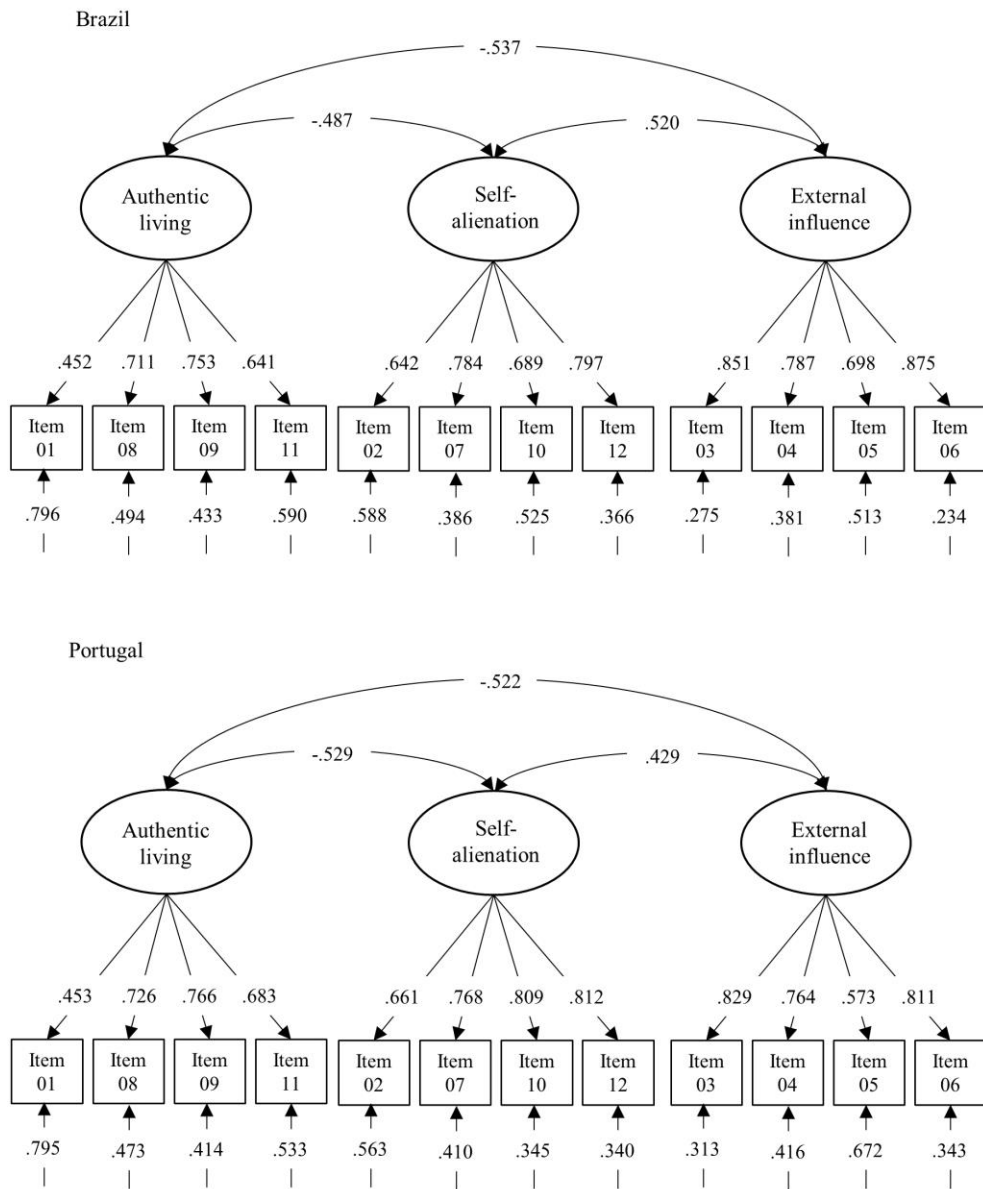 Brazil
-.537
-.487 .520
Authentic living
Self-alienation
External influence
.452 .711 .753 .641 .642 .784 .689 .797 .851 .787 .698 .875
Item Item Item Item Item Item Item Item Item Item Item Item
01 08 09 11 02 07 10 12 03 04 05 06
.796 .494 .433 .590 .588 .386 .525 .366 .275 .381 .513 .234
Portugal
-.522
-.529 .429
Authentic living
Self-alienation
External influence
.453 .726 .766 .683 .661 .768 .809 .812 .829 .764 .573 .811
Item Item Item Item Item Item Item Item Item Item Item Item
01 08 09 11 02 07 10 12 03 04 05 06
.795 .473 .414 .533 .563 .410 .345 .340 .313 .416 .672 .343